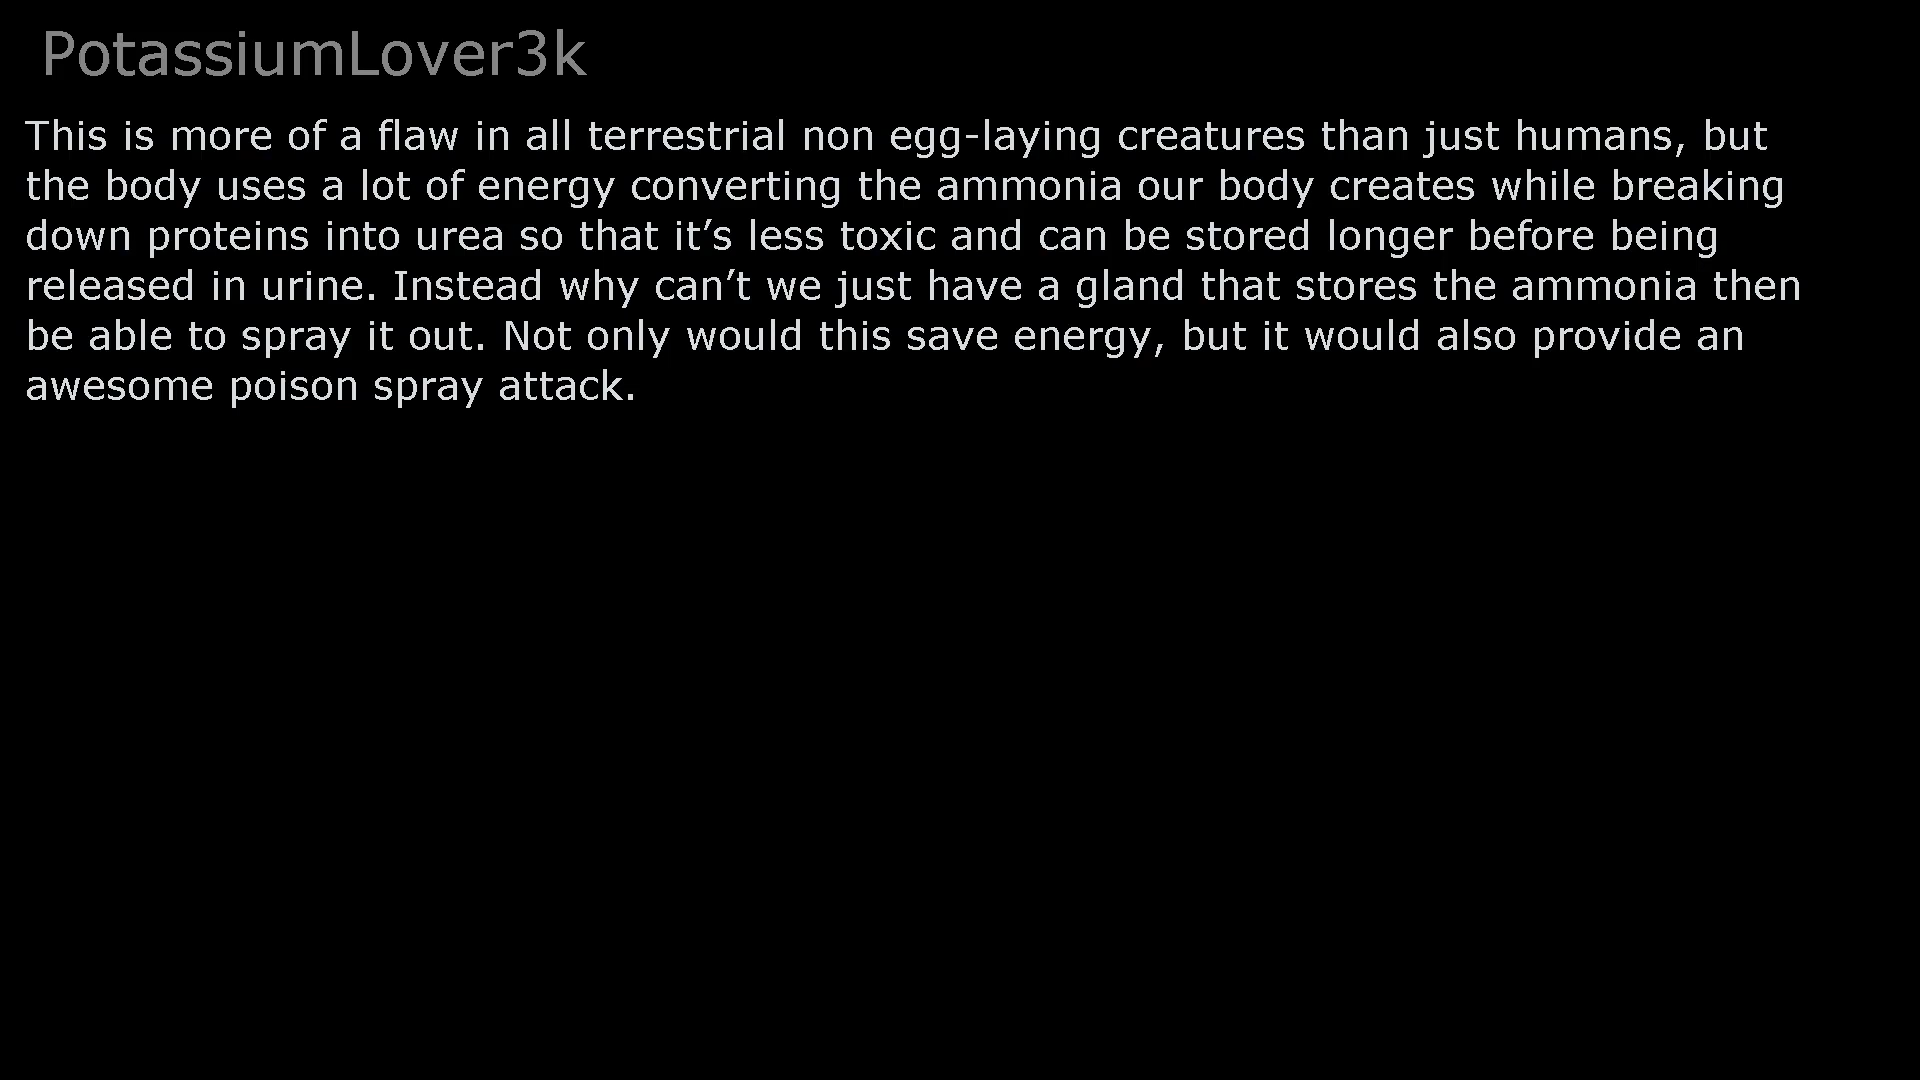 PotassiumLover3k
This is more of a flaw in all terrestrial non egg-laying creatures than just humans, but
the body uses a lot of energy converting the ammonia our body creates while breaking
down proteins into urea so that it’s less toxic and can be stored longer before being
released in urine. Instead why can’t we just have a gland that stores the ammonia then
be able to spray it out. Not only would this save energy, but it would also provide an
awesome poison spray attack.